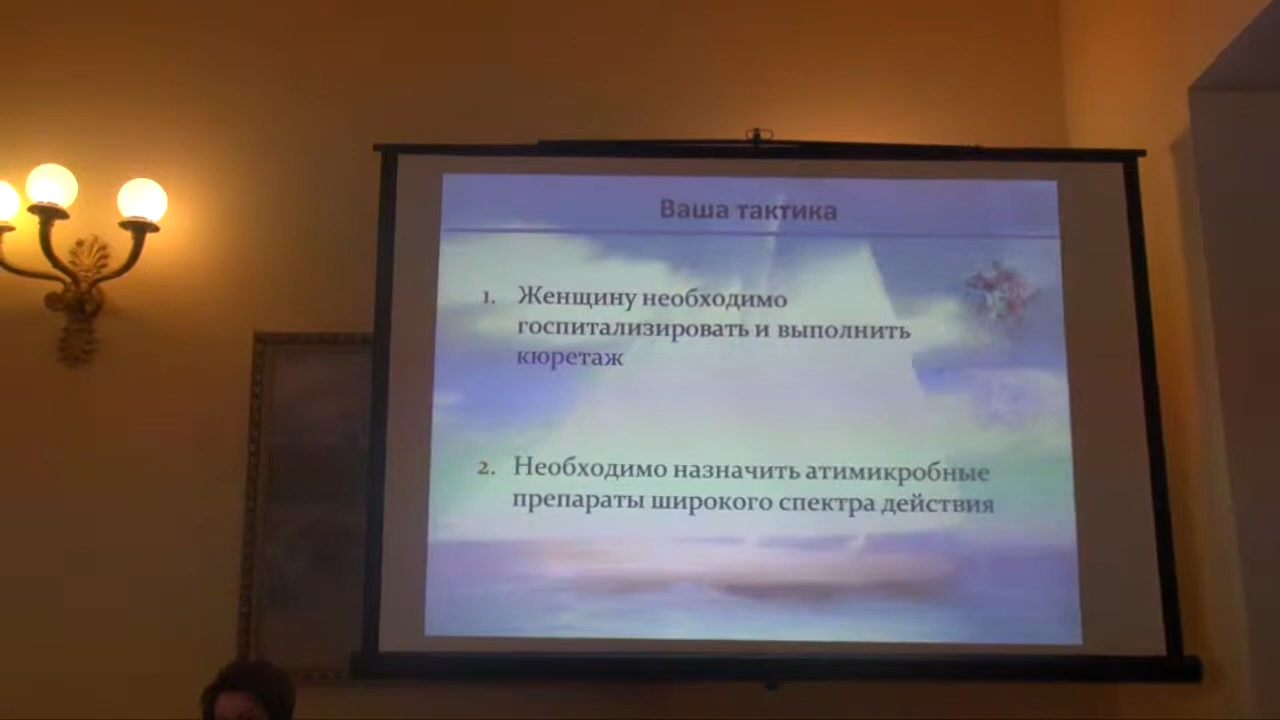 Ваша тактика
1. Женщину необходимо
госпитализировать и выполнить
кюретаж
2. Необходимо назначить атимикробные
препараты широкого спектра действия